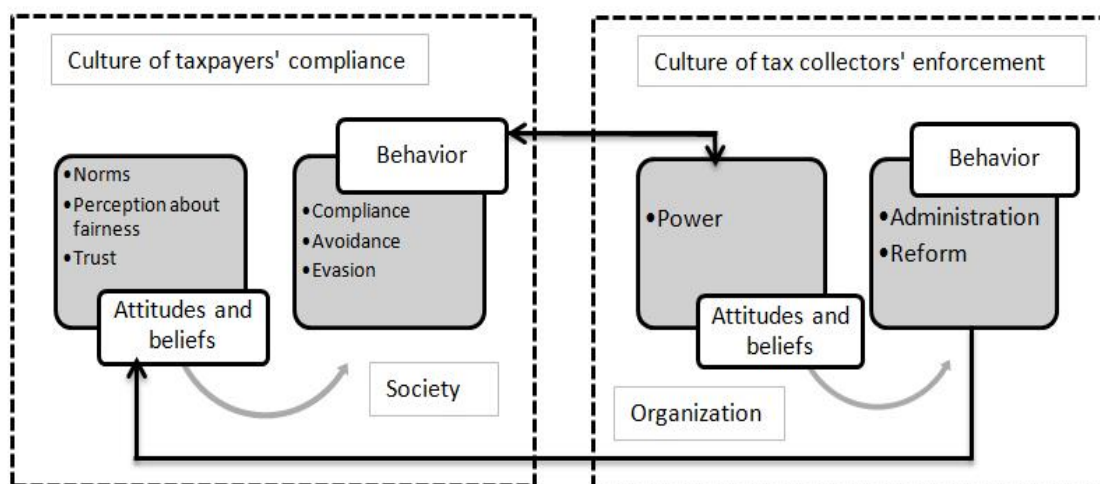 Culture of taxpayers' compliance
Behavior
•Norms
•Perception about
fairness
•Trust
•Compliance
•Avoidance
•Evasion
Attitudes and
beliefs
Society
Culture of tax collectors' enforcement
Behavior
•Power
•Administration
•Reform
Attitudes and
beliefs
Organization